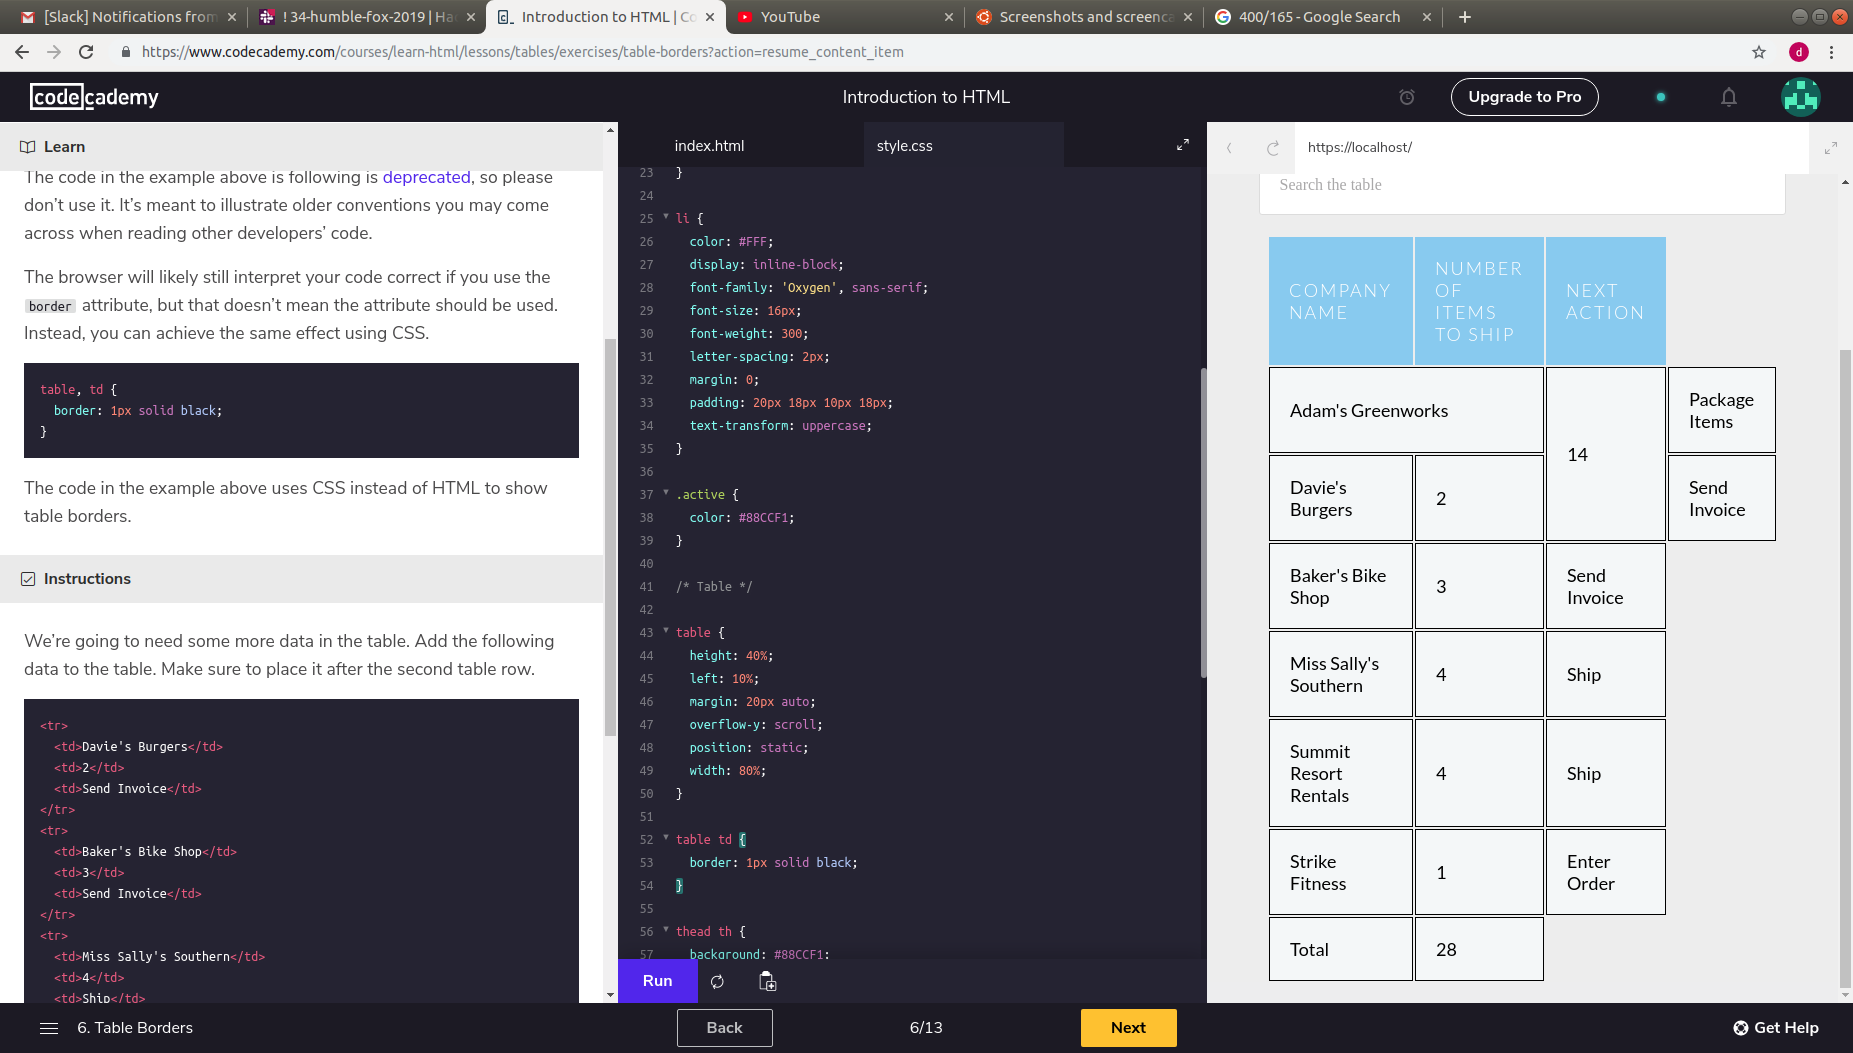 [Slack] Notifications from
! 34-humble-fox-2019 | Ha
Introduction to HTML | Co
YouTube
Screenshots and screenca
400/165 - Google Search
https://www.codecademy.com/courses/learn-html/lessons/tables/exercises/table-borders?action=resume_content_item
d
codecademy
Introduction to HTML
Upgrade to Pro
Learn
The code in the example above is following is deprecated, so please
don't use it. It's meant to illustrate older conventions you may come
across when reading other developers' code.
The browser will likely still interpret your code correct if you use the
border attribute, but that doesn't mean the attribute should be used.
Instead, you can achieve the same effect using CSS.
table, td {
border: 1px solid black;
}
The code in the example above uses CSS instead of HTML to show
table borders.
Instructions
We're going to need some more data in the table. Add the following
data to the table. Make sure to place it after the second table row.
<tr>
<td>Davie's Burgers</td>
<td>2</td>
<td>Send Invoice</td>
</tr>
<tr>
<td>Baker's Bike Shop</td>
<td>3</td>
<td>Send Invoice</td>
</tr>
<tr>
<td>Miss Sally's Southern</td>
<td>4</td>
<td>Ship</td>
index.html
style.css
23 }
24
25 li {
26 color: #FFF;
27 display: inline-block;
28 font-family: 'Oxygen', sans-serif;
29 font-size: 16px;
30 font-weight: 300;
31 letter-spacing: 2px;
32 margin: 0;
33 padding: 20px 18px 10px 18px;
34 text-transform: uppercase;
35 }
36
37 .active {
38 color: #88CCF1;
39 }
40
41 /* Table */
42
43 table {
44 height: 40%;
45 left: 10%;
46 margin: 20px auto;
47 overflow-y: scroll;
48 position: static;
49 width: 80%;
50 }
51
52 table td {
53 border: 1px solid black;
54 }
55
56 thead th {
57 background: #88CCF1;
Run
https://localhost/
Search the table
COMPANY NAME
NUMBER OF ITEMS TO SHIP
NEXT ACTION
Adam's Greenworks
14
Package Items
Davie's Burgers
2
Send Invoice
Baker's Bike Shop
3
Send Invoice
Miss Sally's Southern
4
Ship
Summit Resort Rentals
4
Ship
Strike Fitness
1
Enter Order
Total
28
6. Table Borders
Back
6/13
Next
Get Help